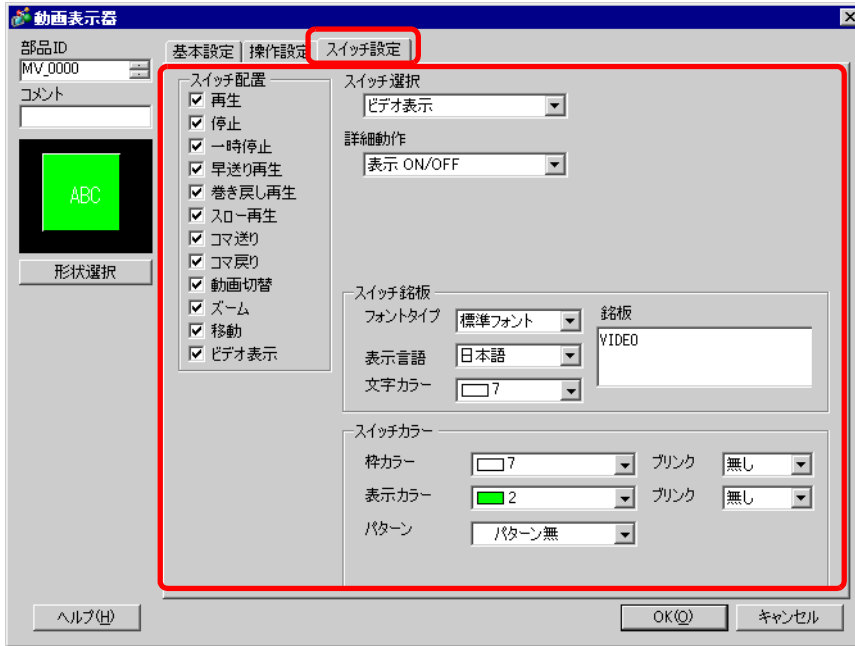 動画表示器
部品ID
MV_0000
コメント
ABC
形状選択
基本設定
操作設定
スイッチ設定
スイッチ配置
再生
停止
一時停止
早送り再生
巻き戻し再生
スロー再生
コマ送り
コマ戻り
動画切替
ズーム
移動
ビデオ表示
スイッチ選択
ビデオ表示
詳細動作
表示 ON/OFF
スイッチ銘板
フォントタイプ 標準フォント
表示言語 日本語
文字カラー 7
銘板
VIDEO
スイッチカラー
枠カラー 7 ブリンク 無し
表示カラー 2 ブリンク 無し
パターン パターン無
ヘルプ(H)
OK(O)
キャンセル